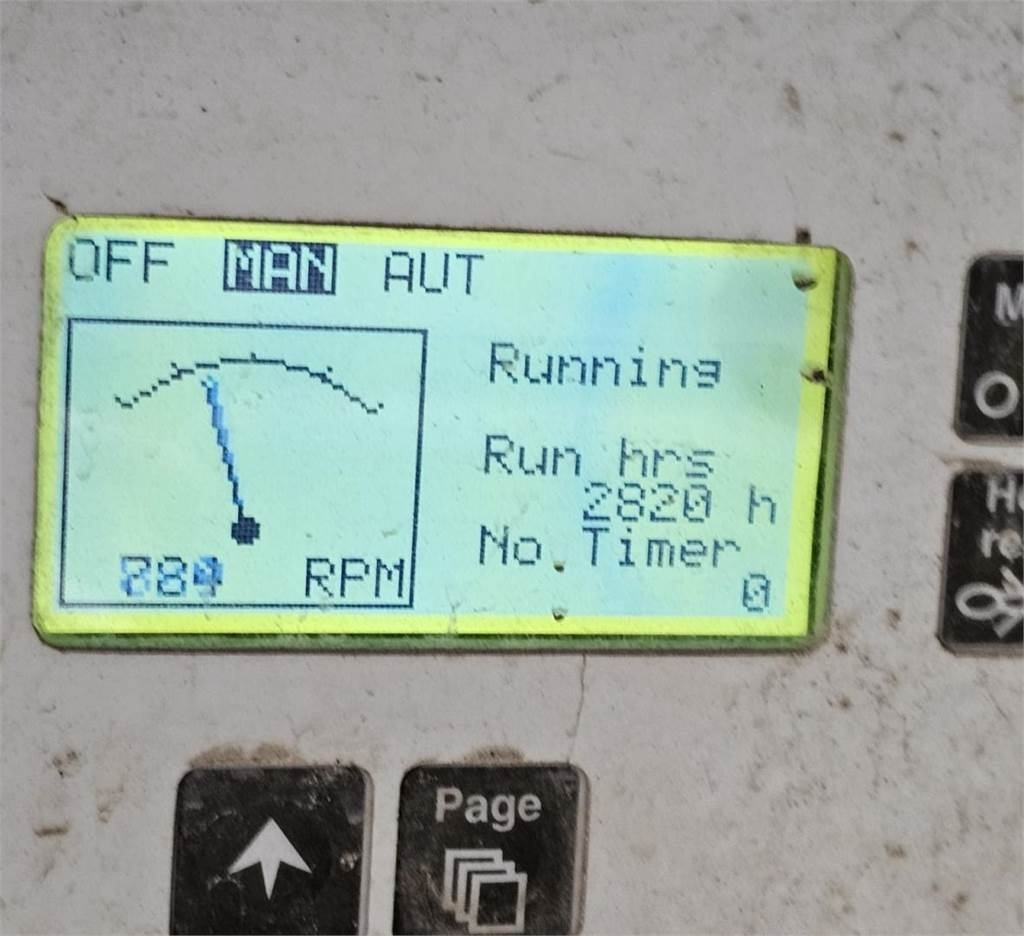 OFF MAN AUT
Running
Run hrs
2820 h
No Timer
0
RPM
Page